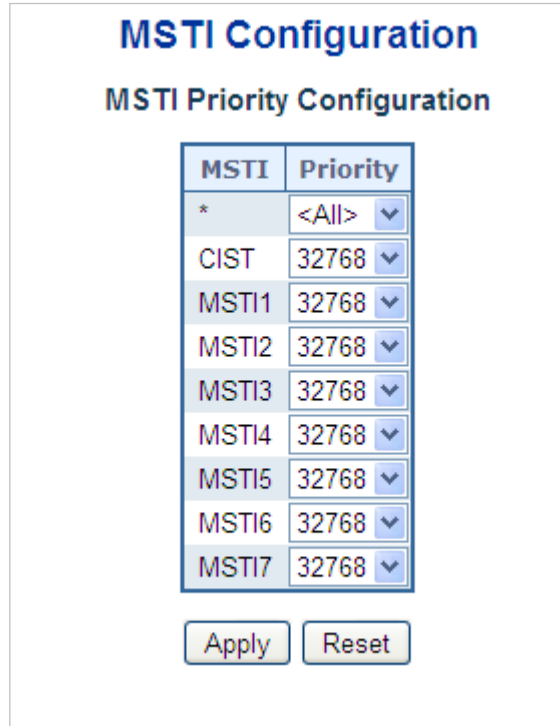 MSTI Configuration
MSTI Priority Configuration
MSTI Priority
* <All>
CIST 32768
MSTI1 32768
MSTI2 32768
MSTI3 32768
MSTI4 32768
MSTI5 32768
MSTI6 32768
MSTI7 32768
Apply Reset